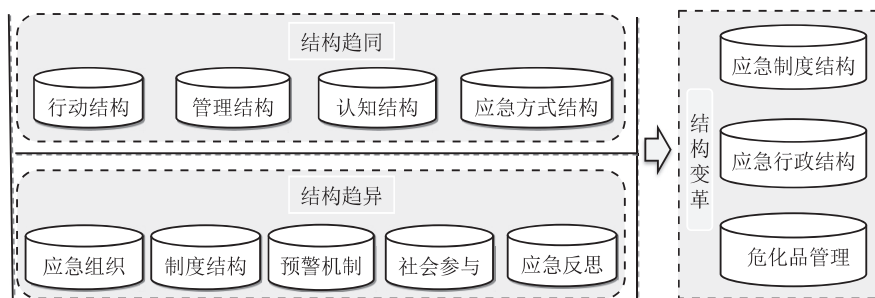 结构趋同
行动结构
管理结构
认知结构
应急方式结构
结构趋异
应急组织
制度结构
预警机制
社会参与
应急反思
结构变革
应急制度结构
应急行政结构
危化品管理